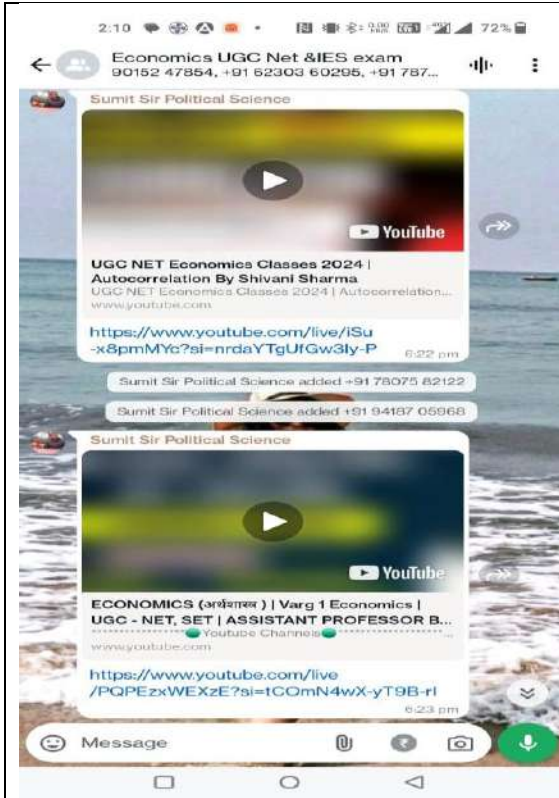 2:10 72%
Economics UGC Net &IES exam
90152 47854, +91 62303 60295, +91 787...
Sumit Sir Political Science
YouTube
UGC NET Economics Classes 2024 |
Autocorrelation By Shivani Sharma
UGC NET Economics Classes 2024 | Autocorrelation...
www.youtube.com
https://www.youtube.com/live/iSu
-x8pmMYc?si=nrdaYTgUfGw3Iy-P
6:22 pm
Sumit Sir Political Science added +91 78075 82122
Sumit Sir Political Science added +91 94187 05968
Sumit Sir Political Science
YouTube
ECONOMICS (अर्थशास्त्र ) | Varg 1 Economics |
UGC - NET, SET | ASSISTANT PROFESSOR B...
Youtube Channels
www.youtube.com
https://www.youtube.com/live
/PQPEzxWEXzE?si=tCOmN4wX-yT9B-rI
6:23 pm
Message